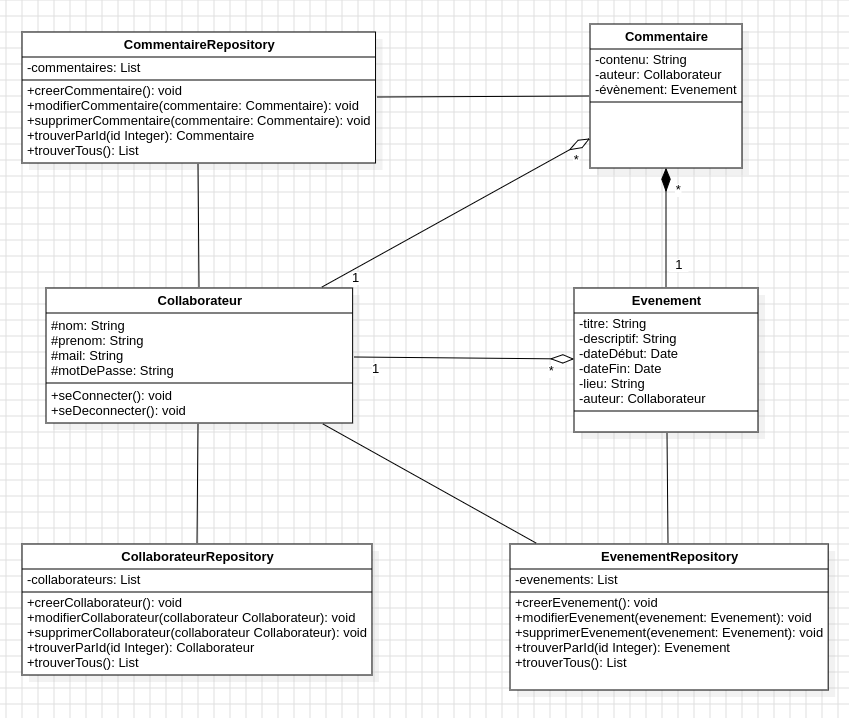 CommentaireRepository
-commentaires: List
+creerCommentaire(): void
+modifierCommentaire(commentaire: Commentaire): void
+supprimerCommentaire(commentaire: Commentaire): void
+trouverParId(id Integer): Commentaire
+trouverTous(): List
Commentaire
-contenu: String
-auteur: Collaborateur
-évènement: Evenement
*
*
1
1
Collaborateur
#nom: String
#prenom: String
#mail: String
#motDePasse: String
+seConnecter(): void
+seDeconnecter(): void
1
*
Evenement
-titre: String
-descriptif: String
-dateDébut: Date
-dateFin: Date
-lieu: String
-auteur: Collaborateur
CollaborateurRepository
-collaborateurs: List
+creerCollaborateur(): void
+modifierCollaborateur(collaborateur Collaborateur): void
+supprimerCollaborateur(collaborateur Collaborateur): void
+trouverParId(id Integer): Collaborateur
+trouverTous(): List
EvenementRepository
-evenements: List
+creerEvenement(): void
+modifierEvenement(evenement: Evenement): void
+supprimerEvenement(evenement: Evenement): void
+trouverParId(id Integer): Evenement
+trouverTous(): List